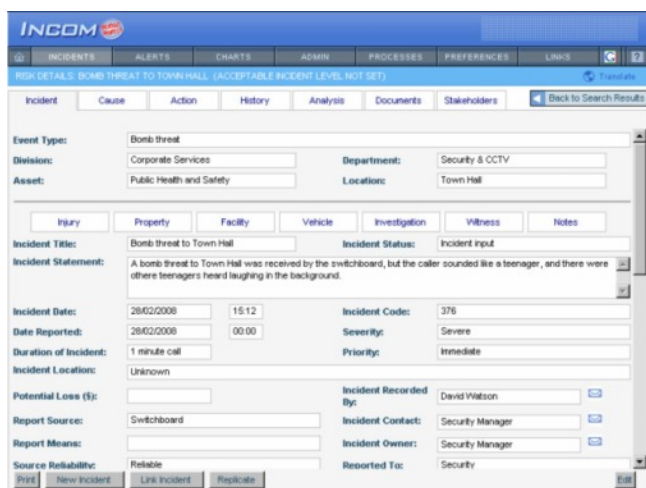 INCOM
INCIDENTS ALERTS CHARTS ADMIN PROCESSES PREFERENCES LINKS G ?
RISK DETAILS: BOMB THREAT TO TOWN HALL (ACCEPTABLE INCIDENT LEVEL NOT SET) Translate
Incident Cause Action History Analysis Documents Stakeholders Back to Search Results
Event Type: Bomb threat
Division: Corporate Services Department: Security & CCTV
Asset: Public Health and Safety Location: Town Hall
Injury Property Facility Vehicle Investigation Witness Notes
Incident Title: Bomb threat to Town Hall Incident Status: Incident input
Incident Statement: A bomb threat to Town Hall was received by the switchboard, but the caller sounded like a teenager, and there were
othere teenagers heard laughing in the background.
Incident Date: 28/02/2008 15:12 Incident Code: 376
Date Reported: 28/02/2008 00:00 Severity: Severe
Duration of Incident: 1 minute call Priority: Immediate
Incident Location: Unknown
Potential Loss ($): Incident Recorded By: David Watson
Report Source: Switchboard Incident Contact: Security Manager
Report Means: Incident Owner: Security Manager
Source Reliability: Reliable Reported To: Security
Print New Incident Link Incident Replicate Edit